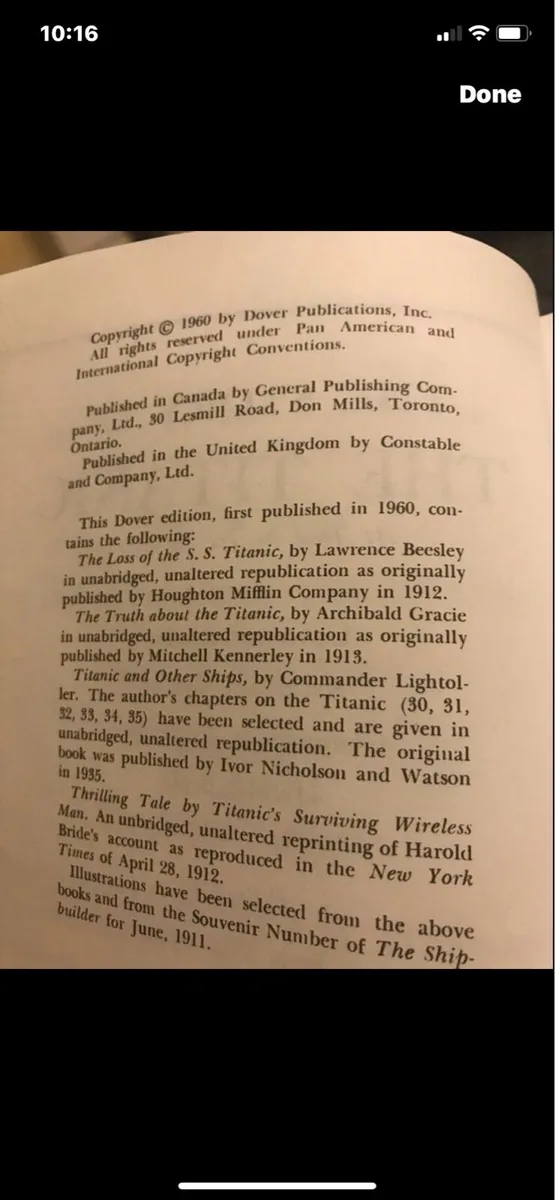 10:16
Done
Copyright © 1960 by Dover Publications, Inc.
All rights reserved under Pan American and
International Copyright Conventions.
Published in Canada by General Publishing Com-
pany, Ltd., 30 Lesmill Road, Don Mills, Toronto,
Ontario.
Published in the United Kingdom by Constable
and Company, Ltd.
This Dover edition, first published in 1960, con-
tains the following:
The Loss of the S. S. Titanic, by Lawrence Beesley
in unabridged, unaltered republication as originally
published by Houghton Mifflin Company in 1912.
The Truth about the Titanic, by Archibald Gracie
in unabridged, unaltered republication as originally
published by Mitchell Kennerley in 1913.
Titanic and Other Ships, by Commander Lightol-
ler. The author's chapters on the Titanic (30, 31,
32, 33, 34, 35) have been selected and are given in
unabridged, unaltered republication. The original
book was published by Ivor Nicholson and Watson
in 1935.
Thrilling Tale by Titanic's Surviving Wireless
Man. An unbridged, unaltered reprinting of Harold
Bride's account as reproduced in the New York
Times of April 28, 1912.
Illustrations have been selected from the above
books and from the Souvenir Number of The Ship-
builder for June, 1911.